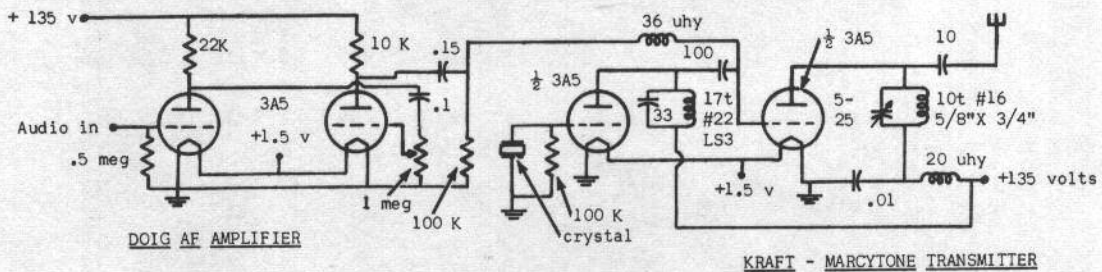 + 135 v
22K
10 K
.15
36 uhy
100
½ 3A5
½ 3A5
10
3A5
.1
33
17t
#22
LS3
5-
25
10t #16
5/8"X 3/4"
Audio in
+1.5 v
.5 meg
1 meg
100 K
100 K
crystal
+1.5 v
.01
20 uhy
+135 volts
DOIG AF AMPLIFIER
KRAFT - MARCYTONE TRANSMITTER